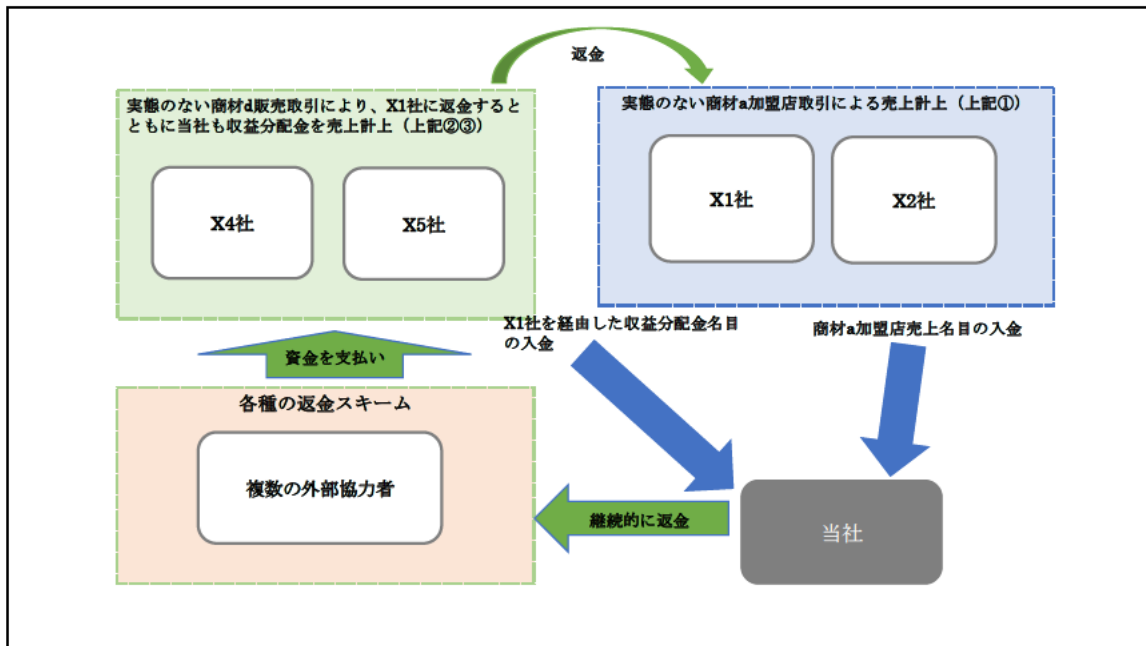 返金
実態のない商材d販売取引により、X1社に返金すると
ともに当社も収益分配金を売上計上（上記②③）
X4社
X5社
実態のない商材a加盟店取引による売上計上（上記①）
X1社
X2社
X1社を経由した収益分配金名目
の入金
商材a加盟店売上名目の入金
資金を支払い
各種の返金スキーム
複数の外部協力者
継続的に返金
当社